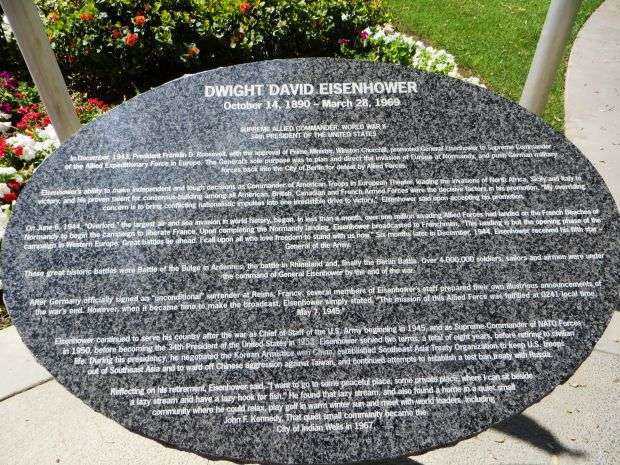 DWIGHT DAVID EISENHOWER
October 14, 1890 ~ March 28, 1969
SUPREME ALLIED COMMANDER, WORLD WAR II
34th PRESIDENT OF THE UNITED STATES
In December, 1943, President Franklin D. Roosevelt, with the approval of Prime Ministry, Winston Churchill, promoted General Eisenhower to Supreme Commander
of the Allied Expeditionary Force in Europe. The General's sole purpose was to plan and direct the invasion of Europe at Normandy, and push German military
forces back into the City of Berlin for defeat by Allied Forces.
Eisenhower's ability to make independent and tough decisions as Commander of American Troops in European Theater, leading the invasions of North Africa, Sicily and Italy to
victory, and his proven talent for consensus-building among all American, British, Canadian and French Armed Forces were the decisive factors in his promotion. "My overriding
concern is to bring conflicting nationalistic impulses into one irresistible drive to victory," Eisenhower said upon accepting his promotion.
On June 6, 1944, "Overlord," the largest air and sea invasion in world history, began. In less than a month, over one million invading Allied Forces had landed on the French Beaches of
Normandy to begin the campaign to liberate France. Upon completing the Normandy landing, Eisenhower broadcasted to Frenchmen, "This landing is but the opening phase of the
campaign in Western Europe. Great battles lie ahead. I call upon all who love freedom to stand with us now." Six months later in December, 1944, Eisenhower received his fifth star -
General of the Army.
These great historic battles were Battle of the Bulge in Ardennes, the battle in Rhineland and, finally the Berlin Battle. Over 4,000,000 soldiers, sailors and airmen were under
the command of General Eisenhower by the end of the war.
After Germany officially signed an "unconditional" surrender at Reims, France, several members of Eisenhower's staff prepared their own illustrious announcements of
the war's end. However, when it became time to make the broadcast, Eisenhower simply stated, "The mission of this Allied Force was fulfilled at 0241 local time,
May 7, 1945."
Eisenhower continued to serve his country after the war as Chief of Staff of the U.S. Army beginning in 1945, and as Supreme Commander of NATO Forces
in 1950, before becoming the 34th President of the United States in 1953. Eisenhower served two terms, a total of eight years, before retiring to civilian
life. During his presidency, he negotiated the Korean Armistice with China, established Southeast Asia Treaty Organization to keep U.S. troops
out of Southeast Asia and to ward off Chinese aggression against Taiwan, and continued attempts to establish a test ban treaty with Russia.
Reflecting on his retirement, Eisenhower said, "I want to go to some peaceful place, some private place, where I can sit beside
a lazy stream and have a lazy hook for fish." He found that lazy stream, and also found a home in a quiet, small
community where he could relax, play golf in warm winter sun and meet with world leaders, including
John F. Kennedy. That quiet small community became the
City of Indian Wells in 1967.